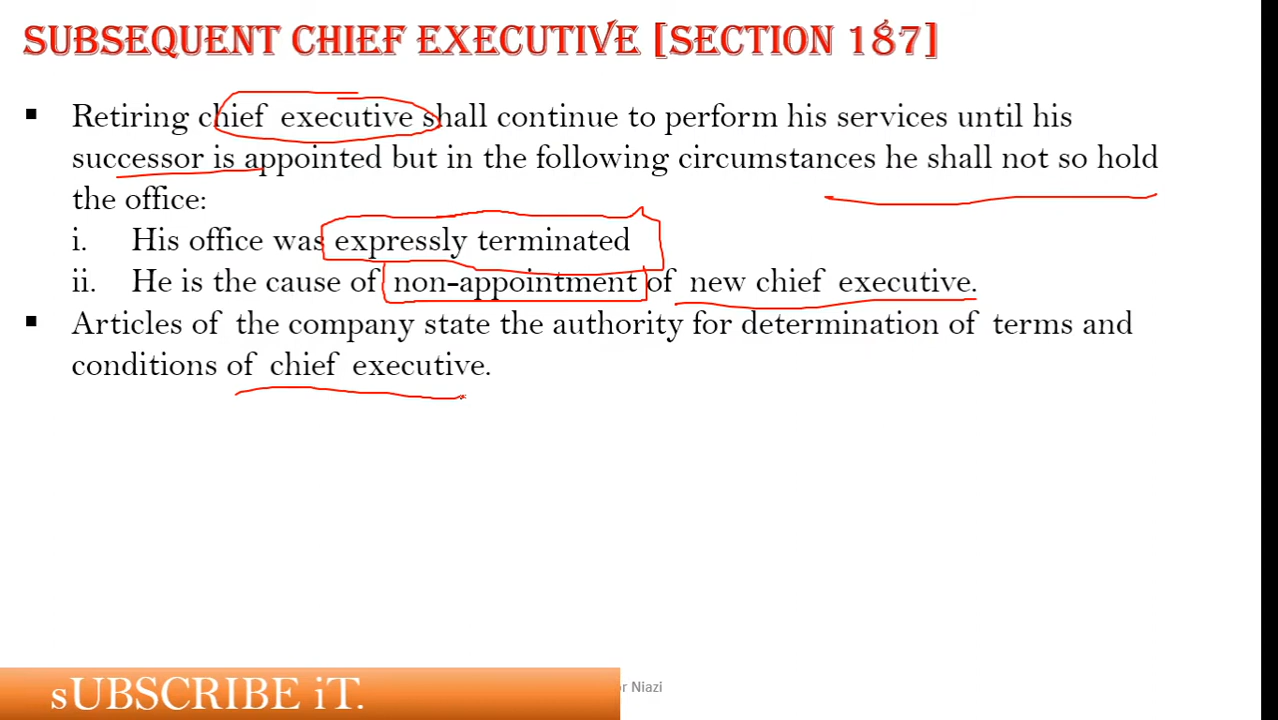 SUBSEQUENT CHIEF EXECUTIVE [SECTION 187]
▪ Retiring chief executive shall continue to perform his services until his
successor is appointed but in the following circumstances he shall not so hold
the office:
i. His office was expressly terminated
ii. He is the cause of non-appointment of new chief executive.
▪ Articles of the company state the authority for determination of terms and
conditions of chief executive.
sUBSCRIBE iT.
or Niazi